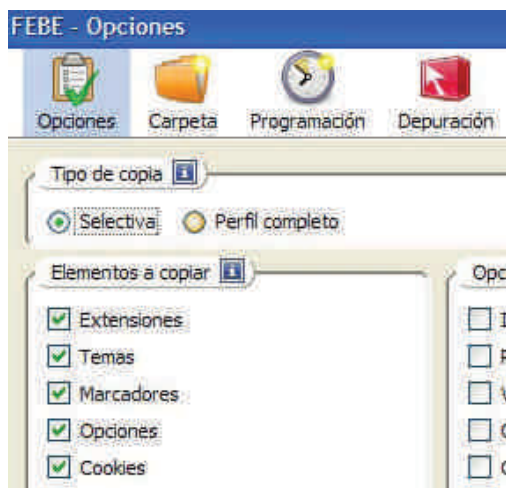 FEBE - Opciones
Opciones Carpeta Programación Depuración
Tipo de copia
Selectiva Perfil completo
Elementos a copiar Opc
Extensiones
Temas
Marcadores
Opciones
Cookies